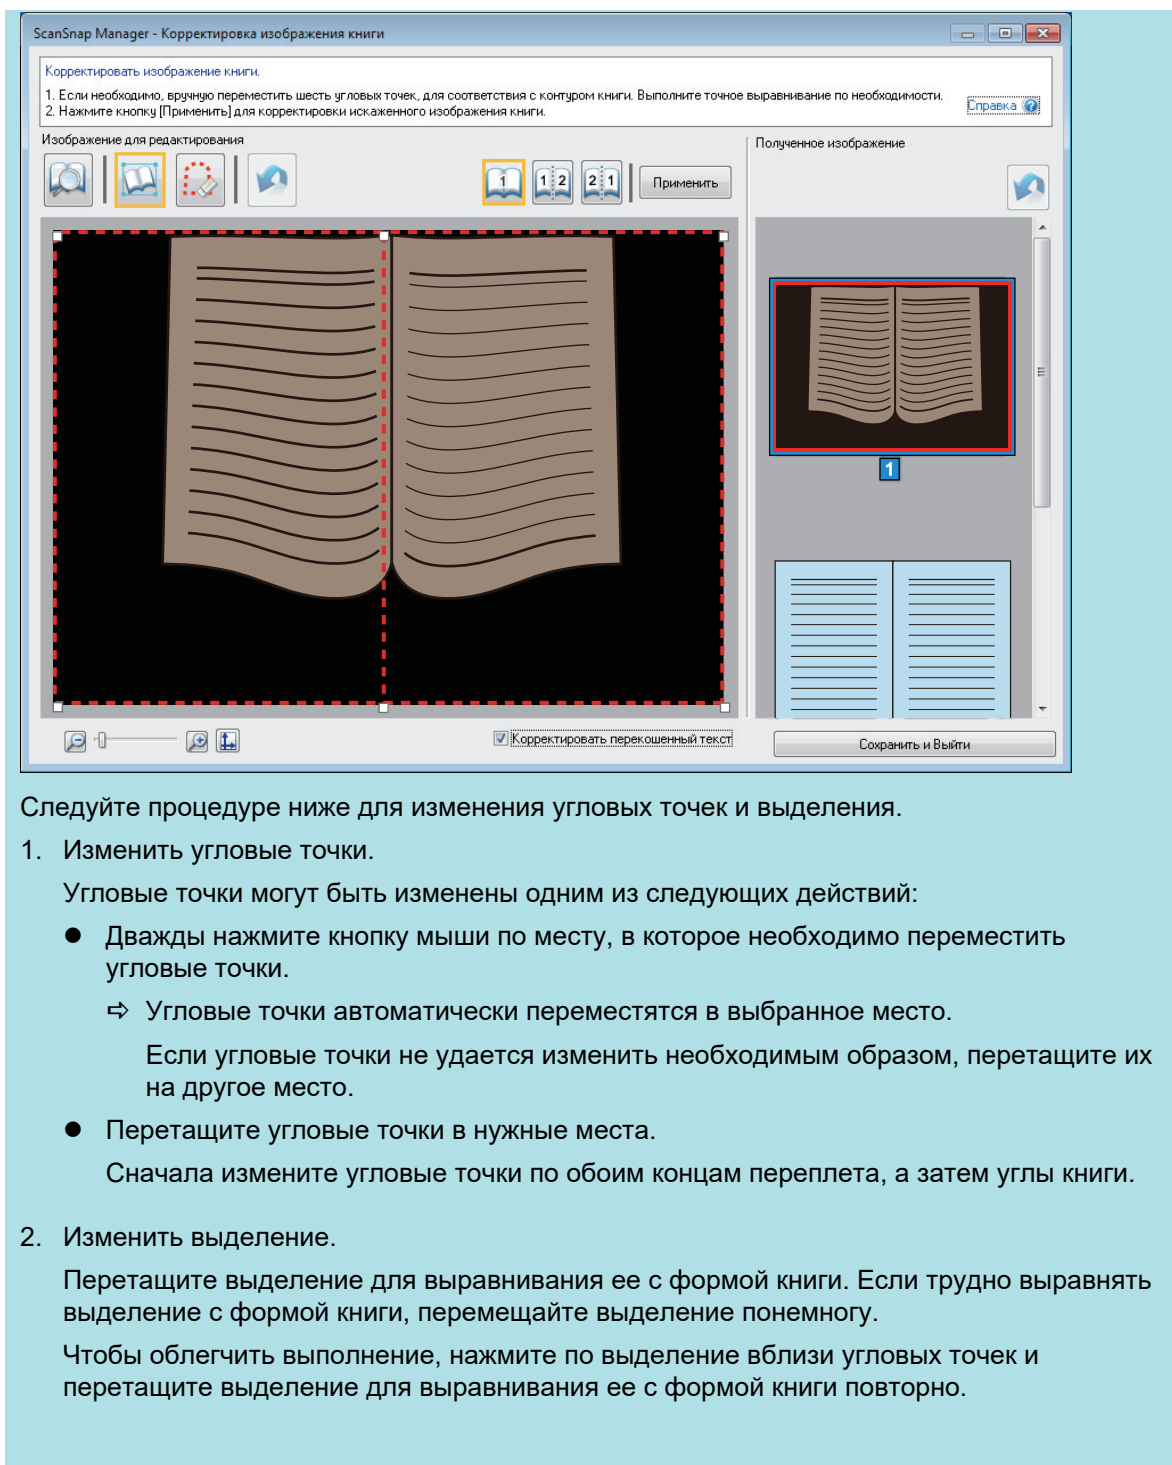 ScanSnap Manager - Корректировка изображения книги
Корректировать изображение книги.
1. Если необходимо, вручную переместить шесть угловых точек, для соответствия с контуром книги. Выполните точное выравнивание по необходимости.
2. Нажмите кнопку [Применить] для корректировки искаженного изображения книги.
Справка ?
Изображение для редактирования
Полученное изображение
1
1 2
2 1
Применить
1
Корректировать перекошенный текст
Сохранить и Выйти
Следуйте процедуре ниже для изменения угловых точек и выделения.
1. Изменить угловые точки.
Угловые точки могут быть изменены одним из следующих действий:
● Дважды нажмите кнопку мыши по месту, в которое необходимо переместить
угловые точки.
⇨ Угловые точки автоматически переместятся в выбранное место.
Если угловые точки не удается изменить необходимым образом, перетащите их
на другое место.
● Перетащите угловые точки в нужные места.
Сначала измените угловые точки по обоим концам переплета, а затем углы книги.
2. Изменить выделение.
Перетащите выделение для выравнивания ее с формой книги. Если трудно выравнять
выделение с формой книги, перемещайте выделение понемногу.
Чтобы облегчить выполнение, нажмите по выделение вблизи угловых точек и
перетащите выделение для выравнивания ее с формой книги повторно.